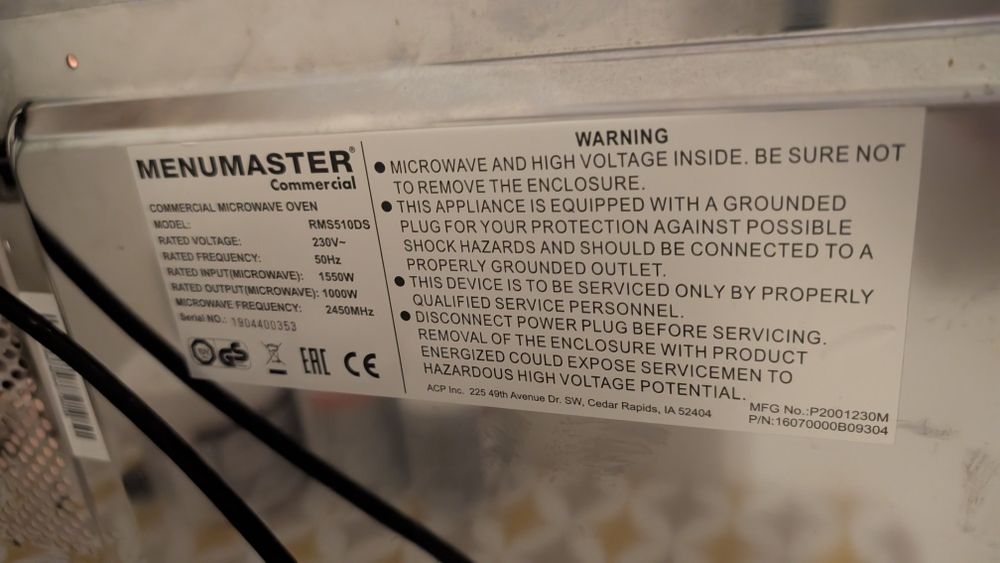 MENUMASTER®
Commercial
COMMERCIAL MICROWAVE OVEN
MODEL: RMS510DS
RATED VOLTAGE: 230V~
RATED FREQUENCY: 50Hz
RATED INPUT(MICROWAVE): 1550W
RATED OUTPUT(MICROWAVE): 1000W
MICROWAVE FREQUENCY: 2450MHz
Serial NO.: 1904400353
TÜV GS EAC CE
WARNING
● MICROWAVE AND HIGH VOLTAGE INSIDE. BE SURE NOT
TO REMOVE THE ENCLOSURE.
● THIS APPLIANCE IS EQUIPPED WITH A GROUNDED
PLUG FOR YOUR PROTECTION AGAINST POSSIBLE
SHOCK HAZARDS AND SHOULD BE CONNECTED TO A
PROPERLY GROUNDED OUTLET.
● THIS DEVICE IS TO BE SERVICED ONLY BY PROPERLY
QUALIFIED SERVICE PERSONNEL.
● DISCONNECT POWER PLUG BEFORE SERVICING.
REMOVAL OF THE ENCLOSURE WITH PRODUCT
ENERGIZED COULD EXPOSE SERVICEMEN TO
HAZARDOUS HIGH VOLTAGE POTENTIAL.
ACP Inc. 225 49th Avenue Dr. SW, Cedar Rapids, IA 52404
MFG No.:P2001230M
P/N:16070000B09304